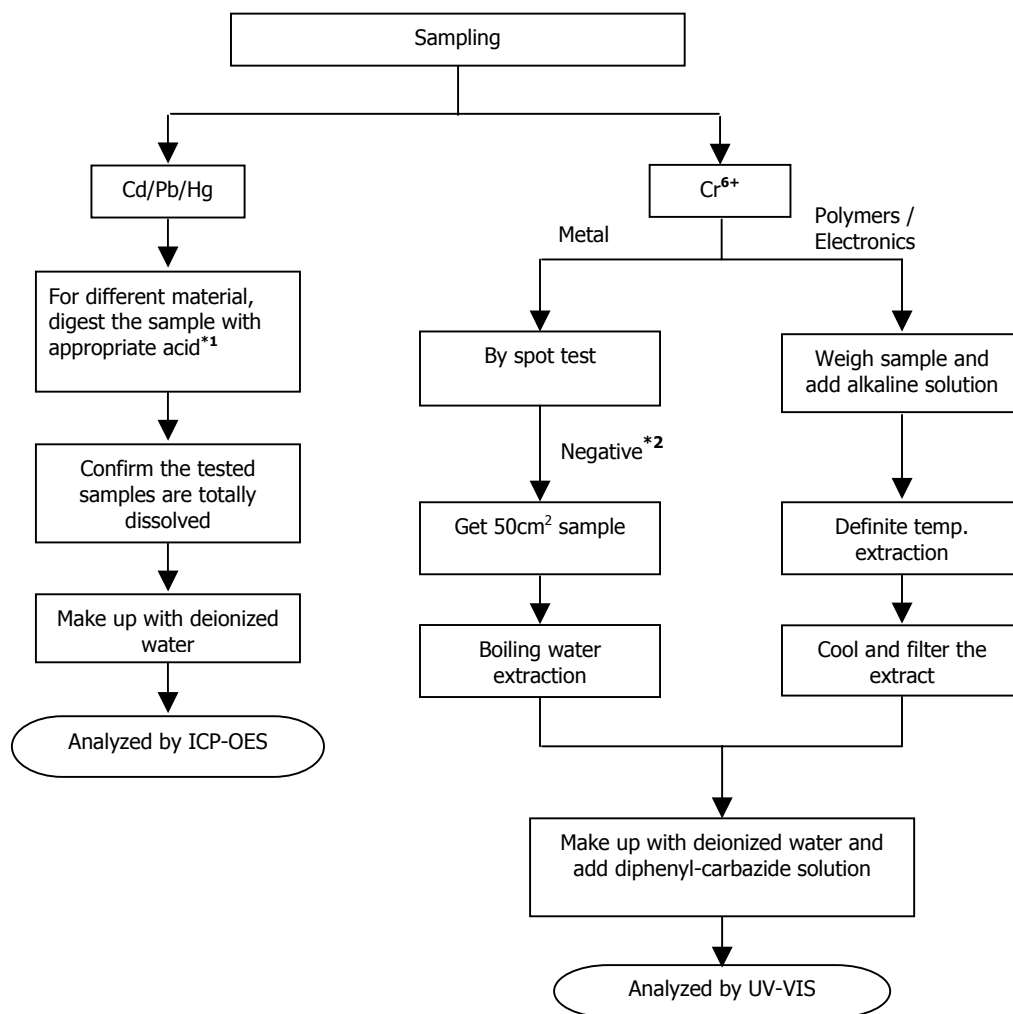 Sampling
Cd/Pb/Hg
For different material,
digest the sample with
appropriate acid*1
Confirm the tested
samples are totally
dissolved
Make up with deionized
water
Analyzed by ICP-OES
Cr6+
Metal
Polymers /
Electronics
By spot test
Negative*2
Get 50cm2 sample
Boiling water
extraction
Weigh sample and
add alkaline solution
Definite temp.
extraction
Cool and filter the
extract
Make up with deionized water and
add diphenyl-carbazide solution
Analyzed by UV-VIS